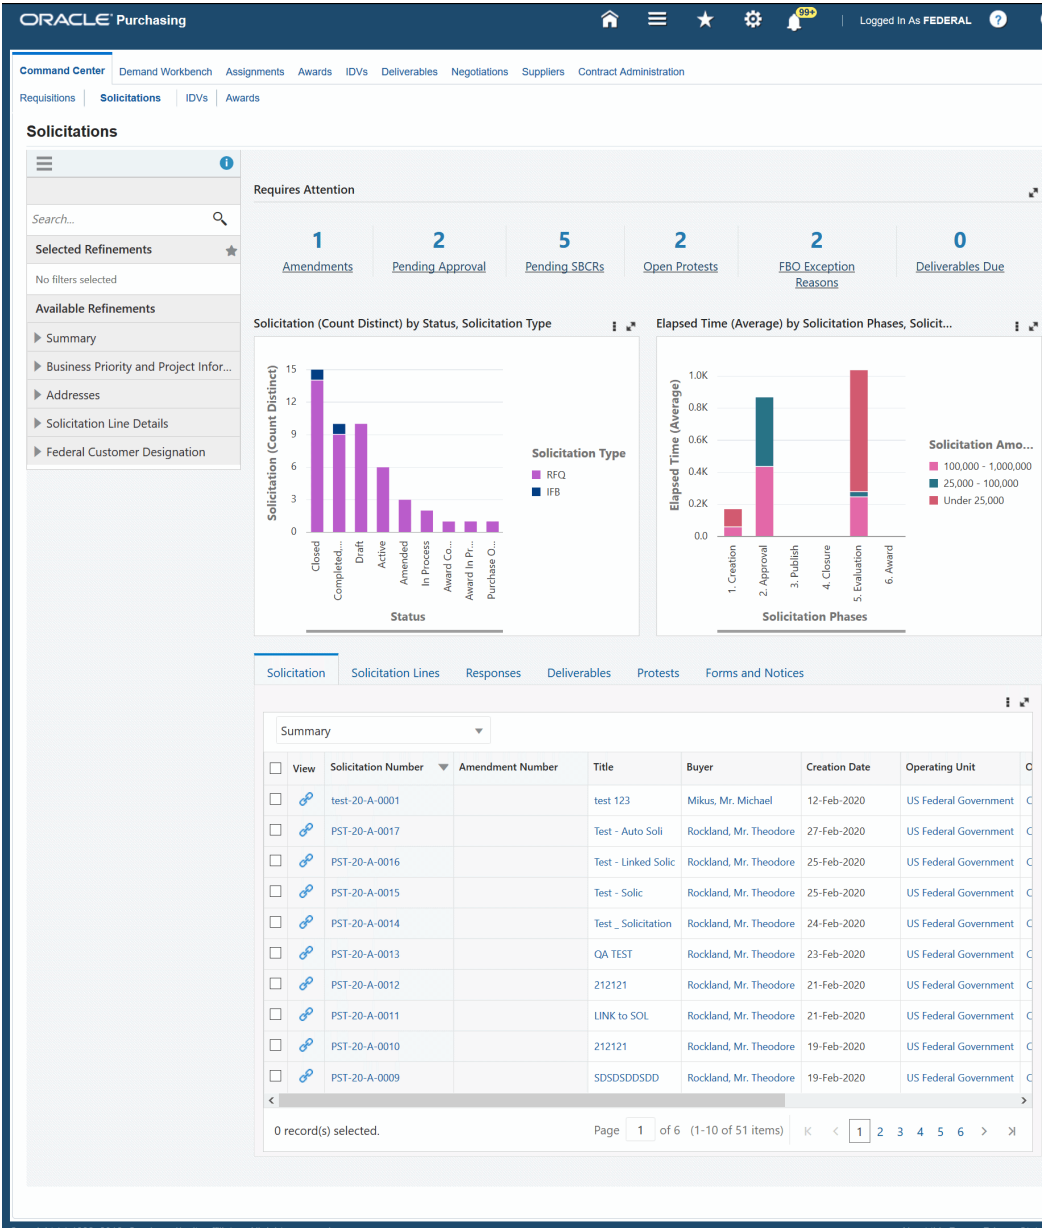 ORACLE® Purchasing
99+
Logged In As FEDERAL ?
Command Center Demand Workbench Assignments Awards IDVs Deliverables Negotiations Suppliers Contract Administration
Requisitions Solicitations IDVs Awards
Solicitations
i
Search...
Selected Refinements
No filters selected
Available Refinements
Summary
Business Priority and Project Infor...
Addresses
Solicitation Line Details
Federal Customer Designation
Requires Attention
1 2 5 2 2 0
Amendments Pending Approval Pending SBCRs Open Protests FBO Exception Reasons Deliverables Due
Solicitation (Count Distinct) by Status, Solicitation Type
Solicitation (Count Distinct)
15
12
9
6
3
0
Closed
Completed,...
Draft
Active
Amended
In Process
Award Co...
Award In Pr...
Purchase O...
Status
Solicitation Type
RFQ
IFB
Elapsed Time (Average) by Solicitation Phases, Solicit...
Elapsed Time (Average)
1.0K
0.8K
0.6K
0.4K
0.2K
0.0
1. Creation
2. Approval
3. Publish
4. Closure
5. Evaluation
6. Award
Solicitation Phases
Solicitation Amo...
100,000 - 1,000,000
25,000 - 100,000
Under 25,000
Solicitation Solicitation Lines Responses Deliverables Protests Forms and Notices
Summary
View Solicitation Number Amendment Number Title Buyer Creation Date Operating Unit
test-20-A-0001 test 123 Mikus, Mr. Michael 12-Feb-2020 US Federal Government
PST-20-A-0017 Test - Auto Soli Rockland, Mr. Theodore 27-Feb-2020 US Federal Government
PST-20-A-0016 Test - Linked Solic Rockland, Mr. Theodore 25-Feb-2020 US Federal Government
PST-20-A-0015 Test - Solic Rockland, Mr. Theodore 25-Feb-2020 US Federal Government
PST-20-A-0014 Test _ Solicitation Rockland, Mr. Theodore 24-Feb-2020 US Federal Government
PST-20-A-0013 QA TEST Rockland, Mr. Theodore 23-Feb-2020 US Federal Government
PST-20-A-0012 212121 Rockland, Mr. Theodore 21-Feb-2020 US Federal Government
PST-20-A-0011 LINK to SOL Rockland, Mr. Theodore 21-Feb-2020 US Federal Government
PST-20-A-0010 212121 Rockland, Mr. Theodore 19-Feb-2020 US Federal Government
PST-20-A-0009 SDSDSDDSDD Rockland, Mr. Theodore 19-Feb-2020 US Federal Government
0 record(s) selected. Page 1 of 6 (1-10 of 51 items) 1 2 3 4 5 6